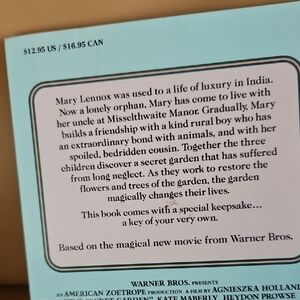 $12.95 US / $16.95 CAN
Mary Lennox was used to a life of luxury in India.
Now a lonely orphan, Mary has come to live with
her uncle at Misselthwaite Manor. Gradually, Mary
builds a friendship with a kind rural boy who has
an extraordinary bond with animals, and with her
spoiled, bedridden cousin. Together the three
children discover a secret garden that has suffered
from long neglect. As they work to restore the
flowers and trees of the garden, the garden
magically changes their lives.
This book comes with a special keepsake…
a key of your very own.
Based on the magical new movie from Warner Bros.
WARNER BROS. PRESENTS
AN AMERICAN ZOETROPE PRODUCTION A FILM BY AGNIESZKA HOLLAND
KATE MABERLY HEYDON PROWSE